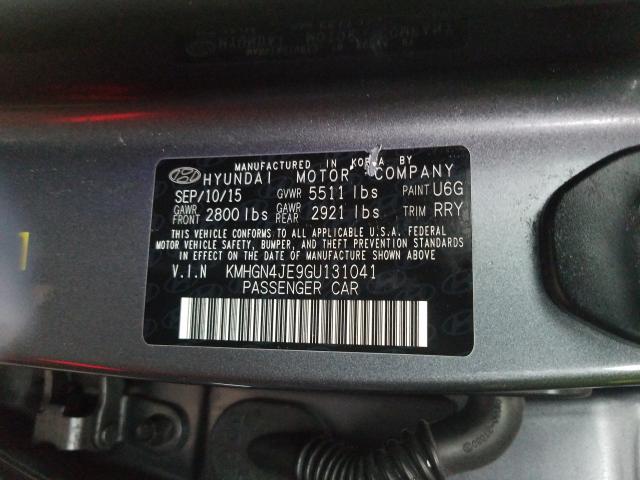 MANUFACTURED IN KOREA BY
HYUNDAI MOTOR COMPANY
SEP/10/15 GVWR 5511 lbs PAINT U6G
GAWR FRONT 2800 lbs GAWR REAR 2921 lbs TRIM RRY
THIS VEHICLE CONFORMS TO ALL APPLICABLE U.S.A. FEDERAL
MOTOR VEHICLE SAFETY, BUMPER, AND THEFT PREVENTION STANDARDS
IN EFFECT ON THE DATE OF MANUFACTURE SHOWN ABOVE.
V.I.N KMHGN4JE9GU131041
PASSENGER CAR